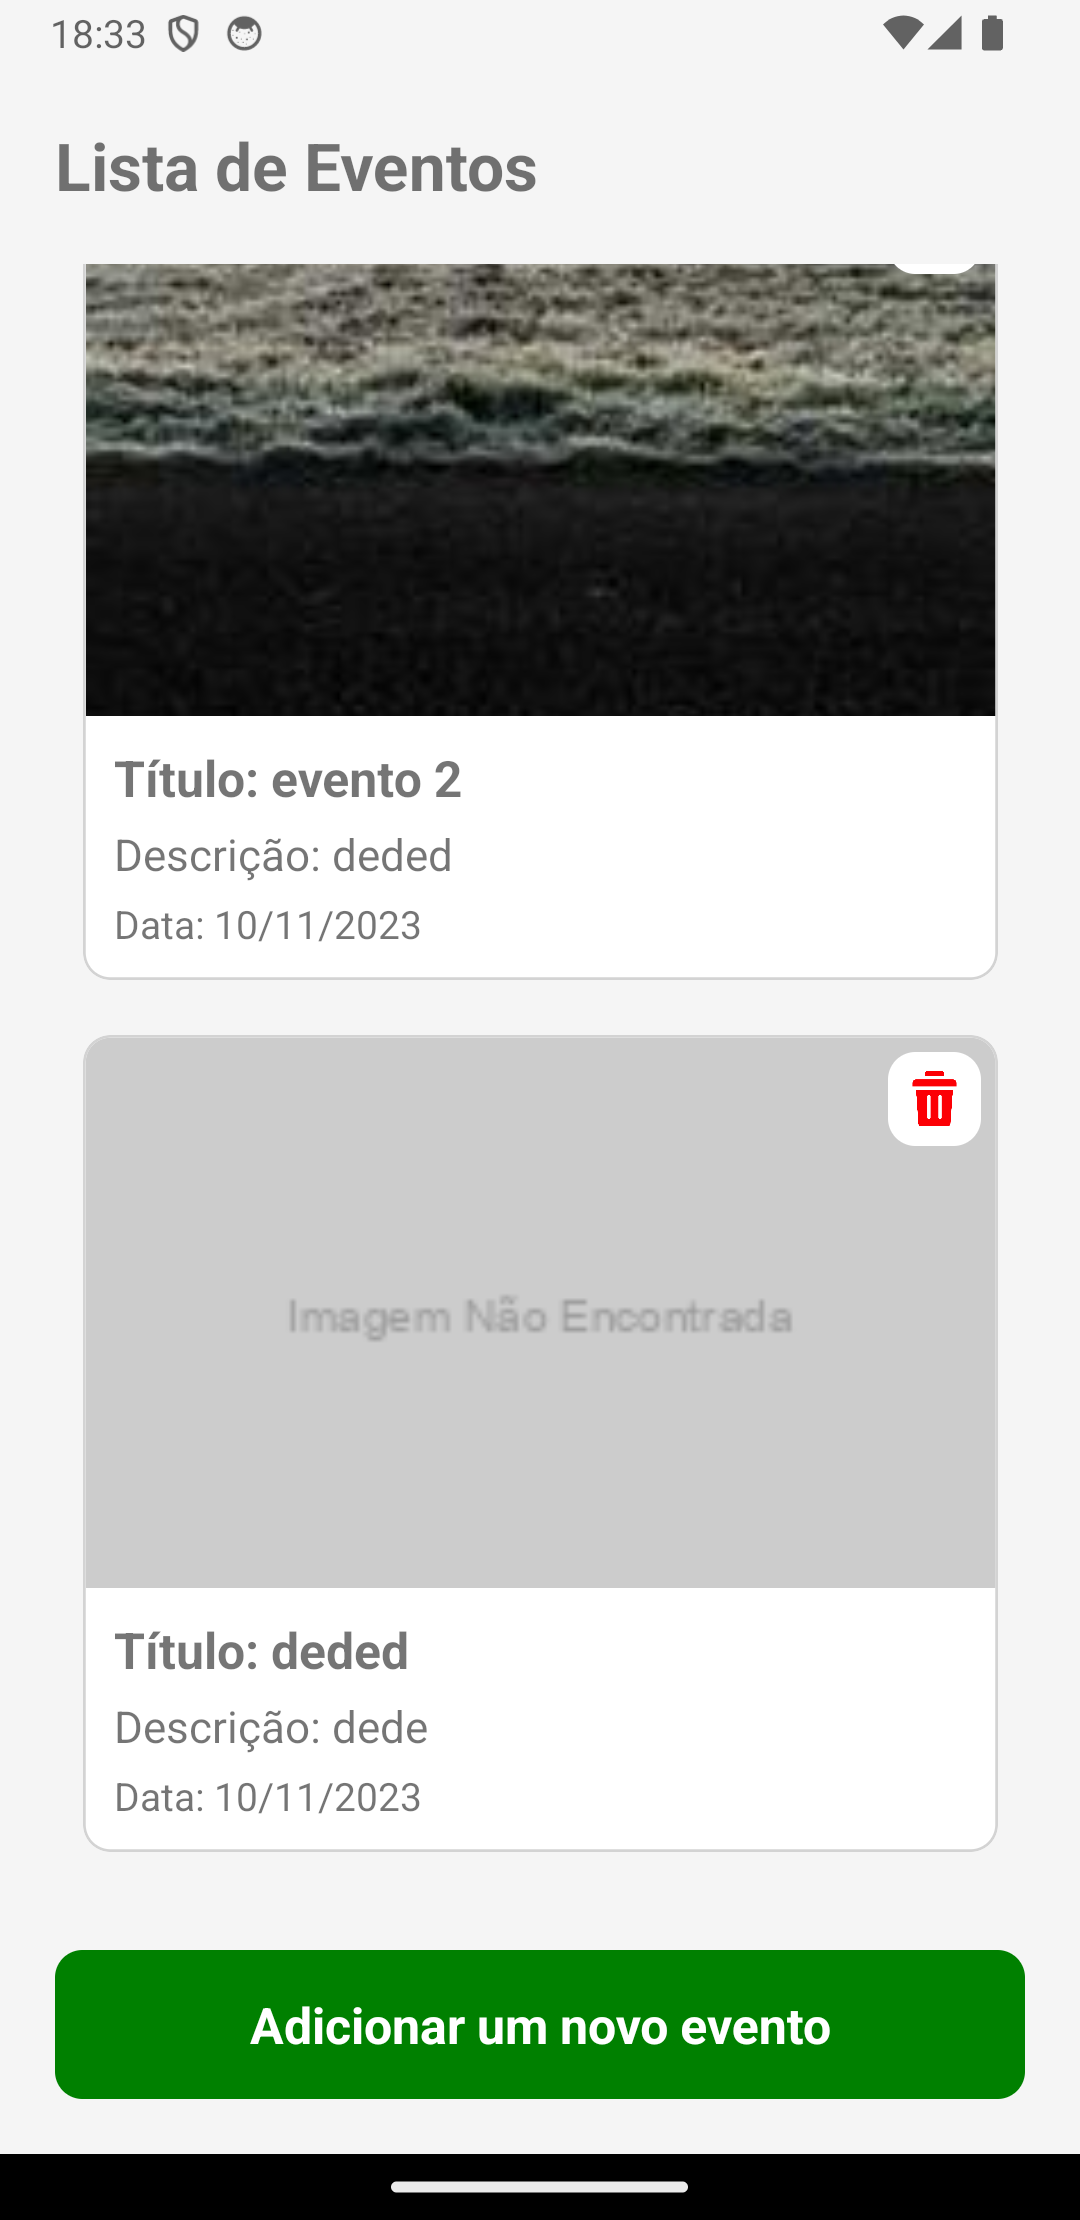 18:33
Lista de Eventos
Título: evento 2
Descrição: deded
Data: 10/11/2023
Imagem Não Encontrada
Título: deded
Descrição: dede
Data: 10/11/2023
Adicionar um novo evento